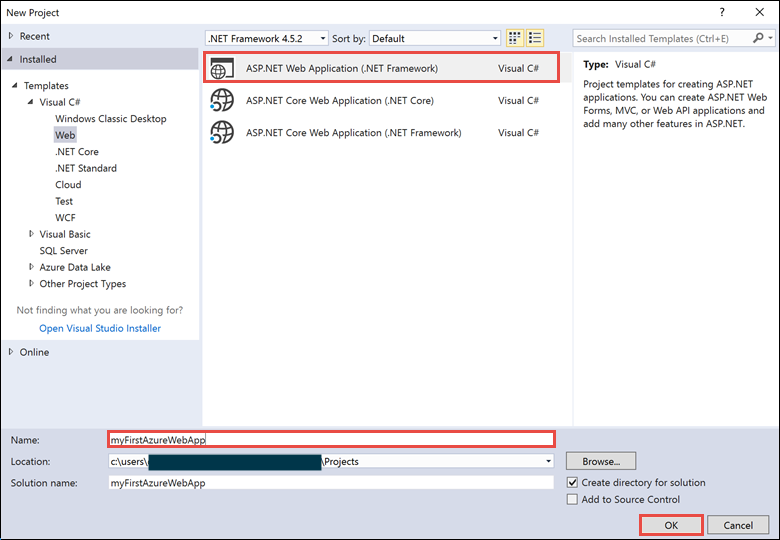 New Project
?
Recent
Installed
Templates
Visual C#
Windows Classic Desktop
Web
.NET Core
.NET Standard
Cloud
Test
WCF
Visual Basic
SQL Server
Azure Data Lake
Other Project Types
Not finding what you are looking for?
Open Visual Studio Installer
Online
.NET Framework 4.5.2 Sort by: Default
ASP.NET Web Application (.NET Framework) Visual C#
ASP.NET Core Web Application (.NET Core) Visual C#
ASP.NET Core Web Application (.NET Framework) Visual C#
Search Installed Templates (Ctrl+E)
Type: Visual C#
Project templates for creating ASP.NET
applications. You can create ASP.NET Web
Forms, MVC, or Web API applications and
add many other features in ASP.NET.
Name: myFirstAzureWebApp
Location: c:\users\ \Projects Browse...
Solution name: myFirstAzureWebApp Create directory for solution
Add to Source Control
OK Cancel